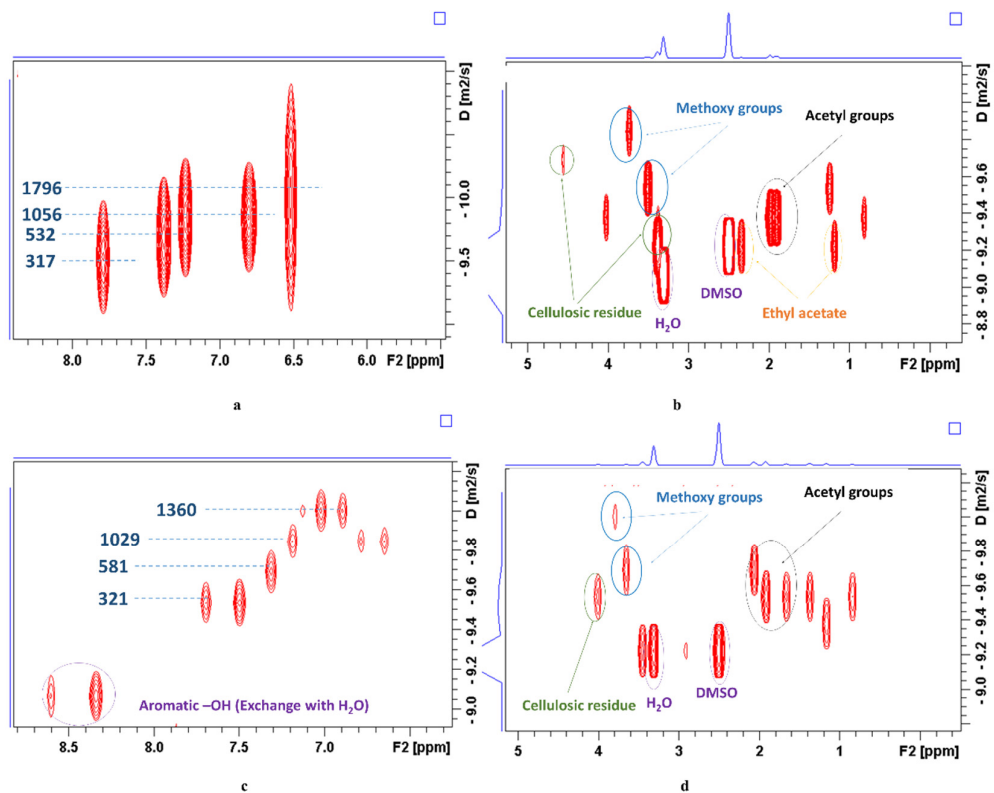 D [m2/s]
1796
1056
532
317
- 10.0
- 9.5
8.0 7.5 7.0 6.5 6.0 F2 [ppm]
a
D [m2/s]
Methoxy groups
Acetyl groups
Cellulosic residue
H₂O
DMSO
Ethyl acetate
- 9.6
- 9.4
- 9.2
- 9.0
- 8.8
5 4 3 2 1 F2 [ppm]
b
D [m2/s]
1360
1029
581
321
Aromatic –OH (Exchange with H₂O)
- 9.8
- 9.6
- 9.4
- 9.2
- 9.0
8.5 8.0 7.5 7.0 F2 [ppm]
c
D [m2/s]
Methoxy groups
Acetyl groups
Cellulosic residue
H₂O
DMSO
- 9.8
- 9.6
- 9.4
- 9.2
- 9.0
5 4 3 2 1 F2 [ppm]
d